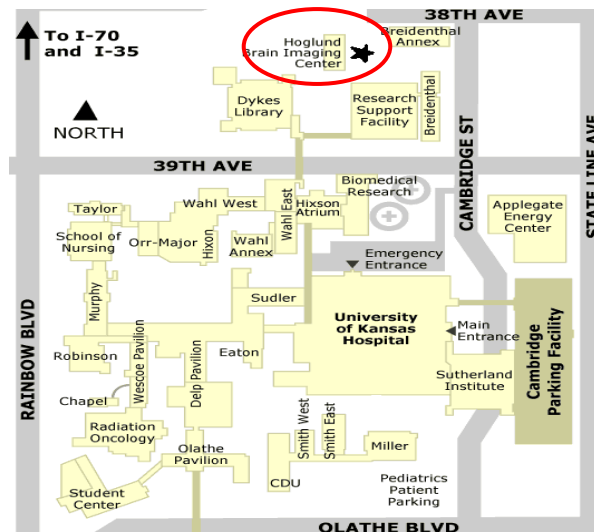 38TH AVE
To I-70
and I-35
Hoglund
Brain Imaging
Center
Breidenthal
Annex
NORTH
Dykes
Library
Research
Support
Facility
Breidenthal
CAMBRIDGE ST
STATE LINE AVE
39TH AVE
Biomedical
Research
Taylor
Wahl West
Wahl East
Hixson
Atrium
Applegate
Energy
Center
School of
Nursing
Orr-Major
Hixon
Wahl
Annex
Emergency
Entrance
RAINBOW BLVD
Murphy
Sudler
University
of Kansas
Hospital
Main
Entrance
Robinson
Wescoe Pavilion
Delp Pavilion
Eaton
Sutherland
Institute
Cambridge
Parking Facility
Chapel
Radiation
Oncology
Olathe
Pavilion
Smith West
Smith East
Miller
Student
Center
CDU
Pediatrics
Patient
Parking
OLATHE BLVD